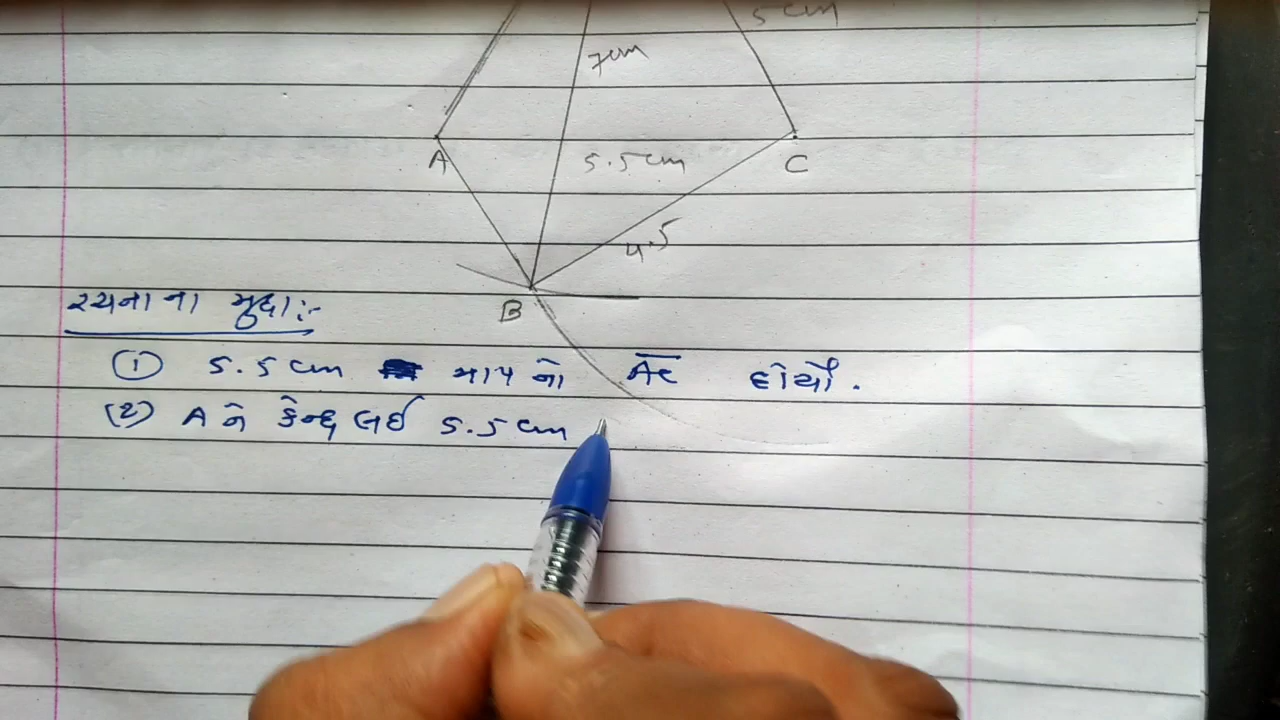 5 cm
7cm
A
5.5 cm
C
4.5
B
રચનાના મુદ્દા :-
(1) 5.5 cm માપનો AC દોર્યો.
(2) A ને કેન્દ્ર લઈ 5.5 cm